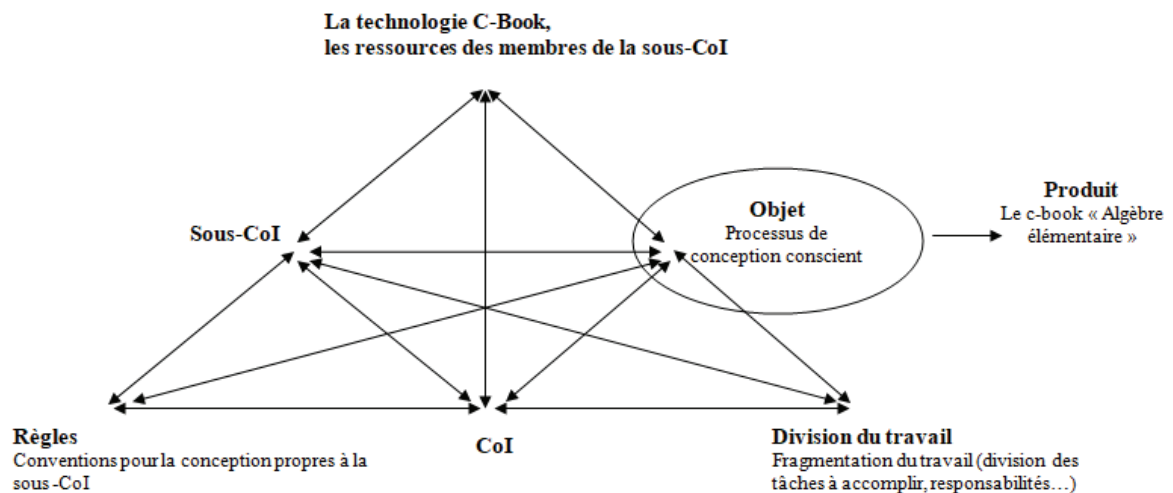 La technologie C-Book,
les ressources des membres de la sous-CoI
Sous-CoI
Objet
Processus de
conception conscient
Produit
Le c-book « Algèbre
élémentaire »
Règles
Conventions pour la conception propres à la
sous -CoI
CoI
Division du travail
Fragmentation du travail (division des
tâches à accomplir, responsabilités…)